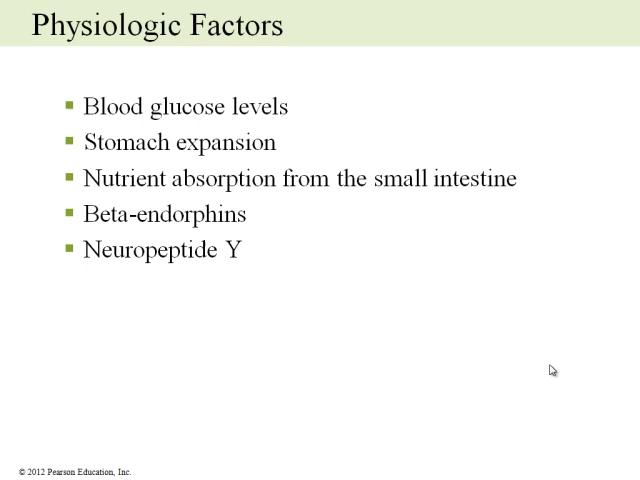 Physiologic Factors
Blood glucose levels
Stomach expansion
Nutrient absorption from the small intestine
Beta-endorphins
Neuropeptide Y
© 2012 Pearson Education, Inc.